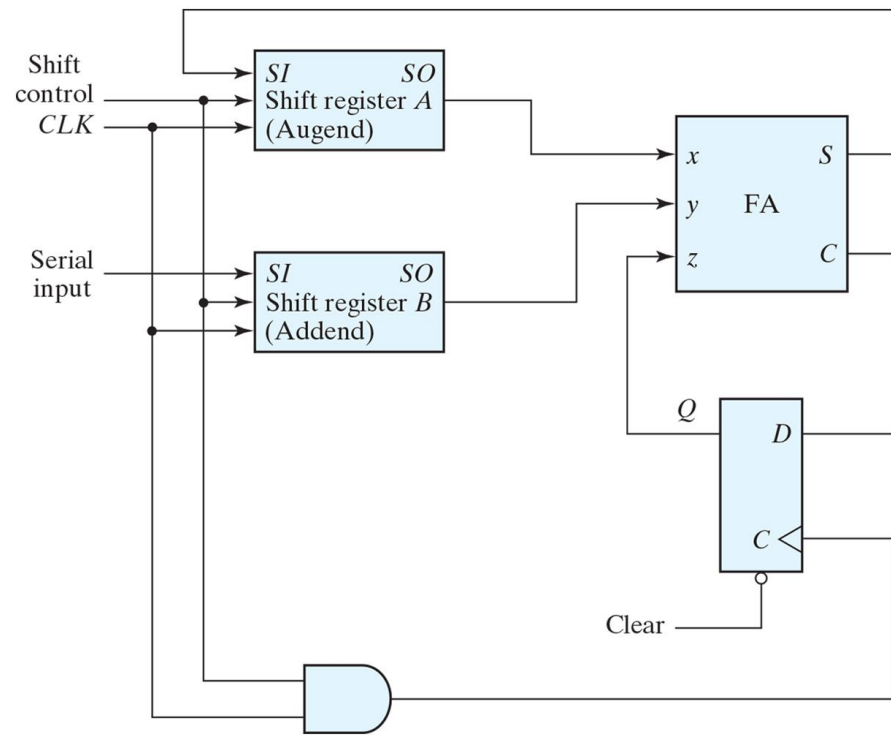 Shift
control
CLK
SI SO
Shift register A
(Augend)
x S
y FA
z C
Serial
input
SI SO
Shift register B
(Addend)
Q
D
C
Clear